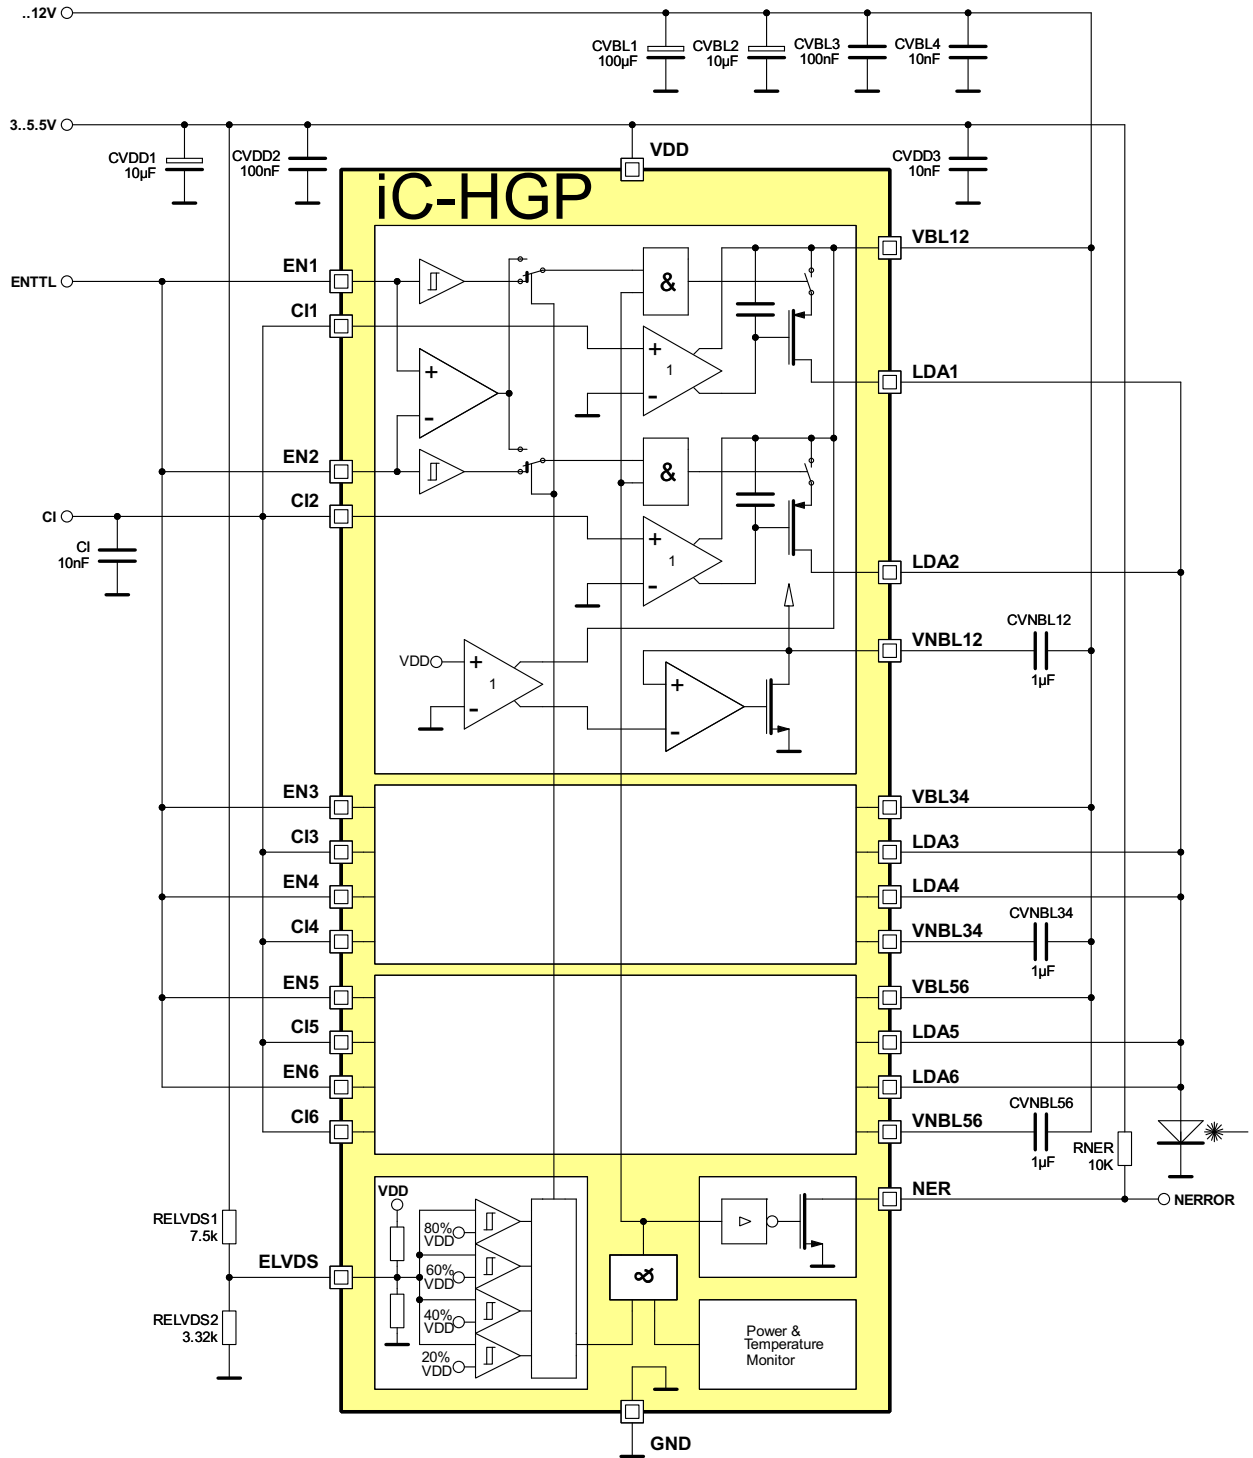 ..12V
CVBL1
100µF
CVBL2
10µF
CVBL3
100nF
CVBL4
10nF
3..5.5V
CVDD1
10µF
CVDD2
100nF
VDD
CVDD3
10nF
iC-HGP
VBL12
EN1
ENTTL
&
CI1
+
1
-
LDA1
+
-
EN2
&
CI2
CI
CI
10nF
+
1
-
LDA2
VNBL12
CVNBL12
1µF
VDD
+
1
-
+
-
EN3
VBL34
CI3
LDA3
EN4
LDA4
CI4
VNBL34
CVNBL34
1µF
EN5
VBL56
CI5
LDA5
EN6
LDA6
CI6
VNBL56
CVNBL56
1µF
RNER
10K
NER
NERROR
VDD
RELVDS1
7.5k
80%
VDD
ELVDS
60%
VDD
&
RELVDS2
3.32k
40%
VDD
20%
VDD
Power &
Temperature
Monitor
GND